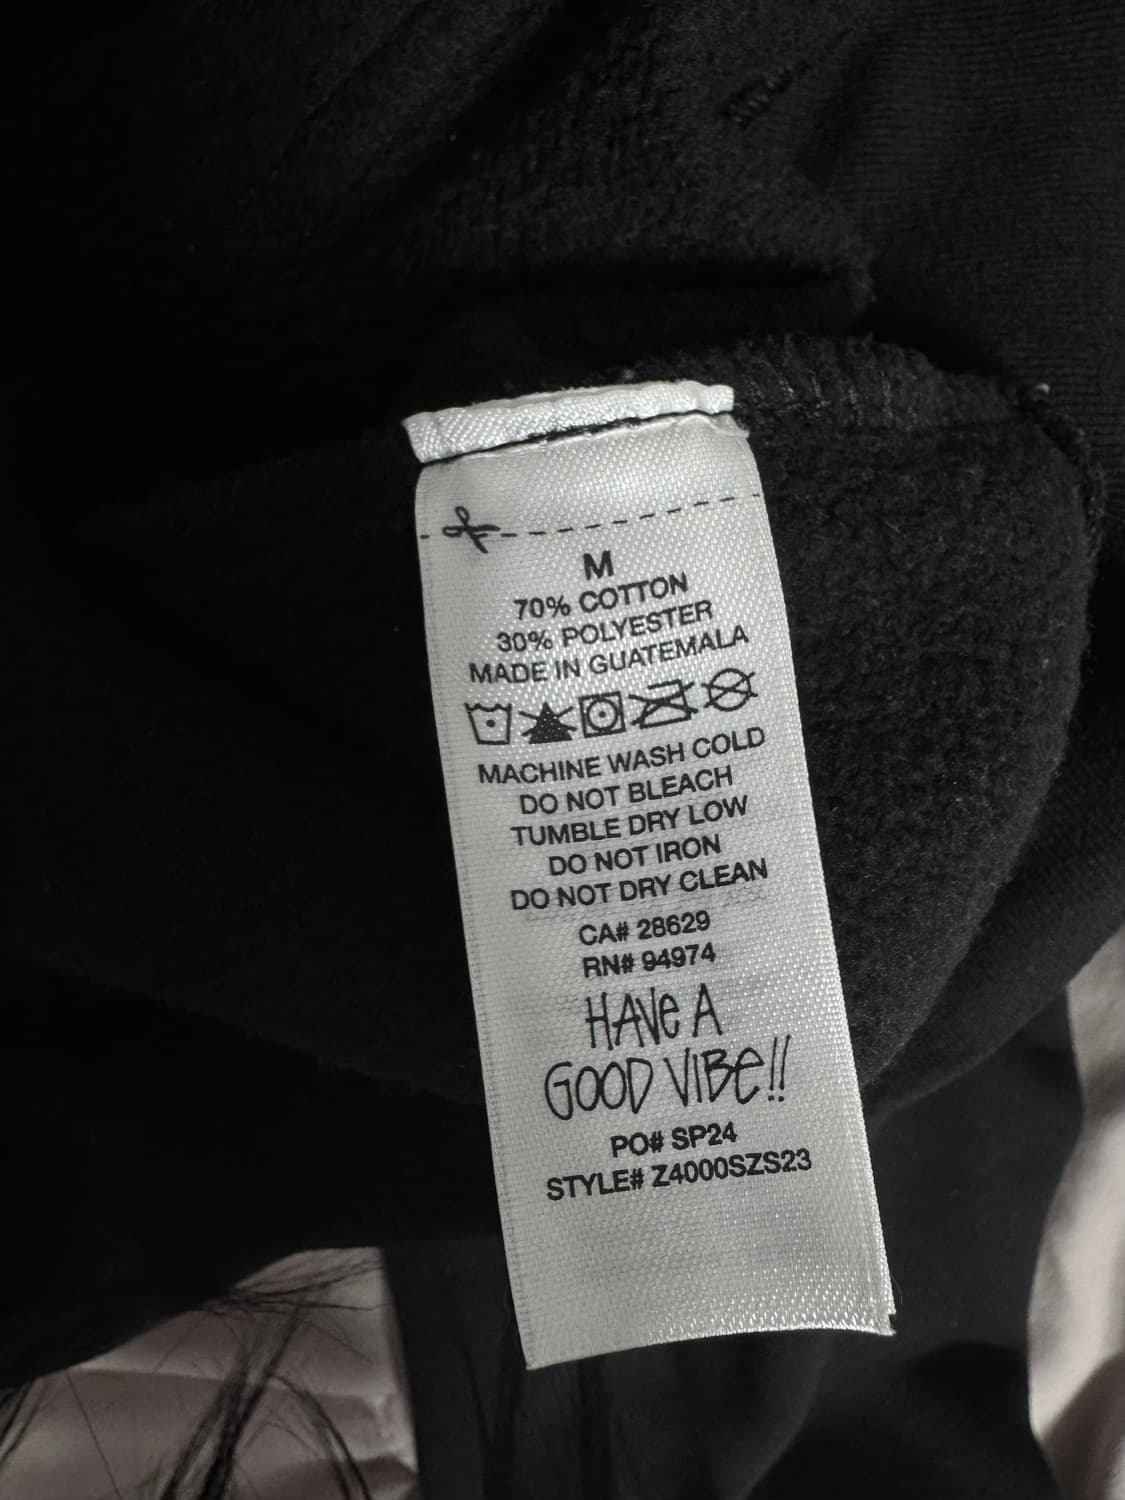 M
70% COTTON
30% POLYESTER
MADE IN GUATEMALA
MACHINE WASH COLD
DO NOT BLEACH
TUMBLE DRY LOW
DO NOT IRON
DO NOT DRY CLEAN
CA# 28629
RN# 94974
HAVe A
GOOD VIBe!!
PO# SP24
STYLE# Z4000SZS23